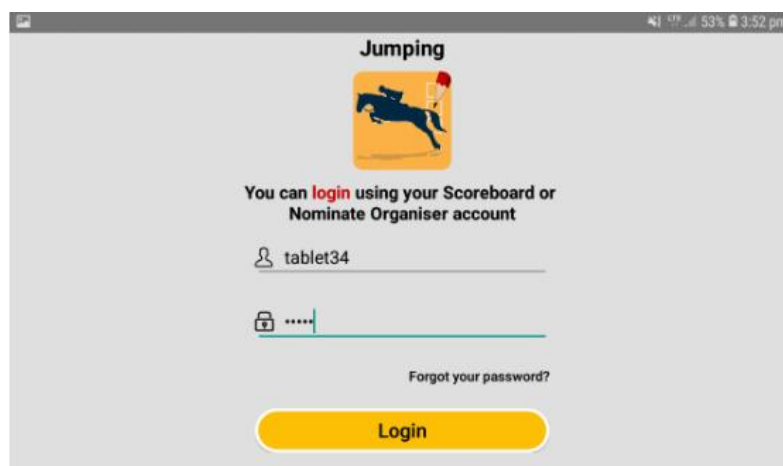 53% 3:52 pm
Jumping
You can login using your Scoreboard or
Nominate Organiser account
tablet34
•••••
Forgot your password?
Login